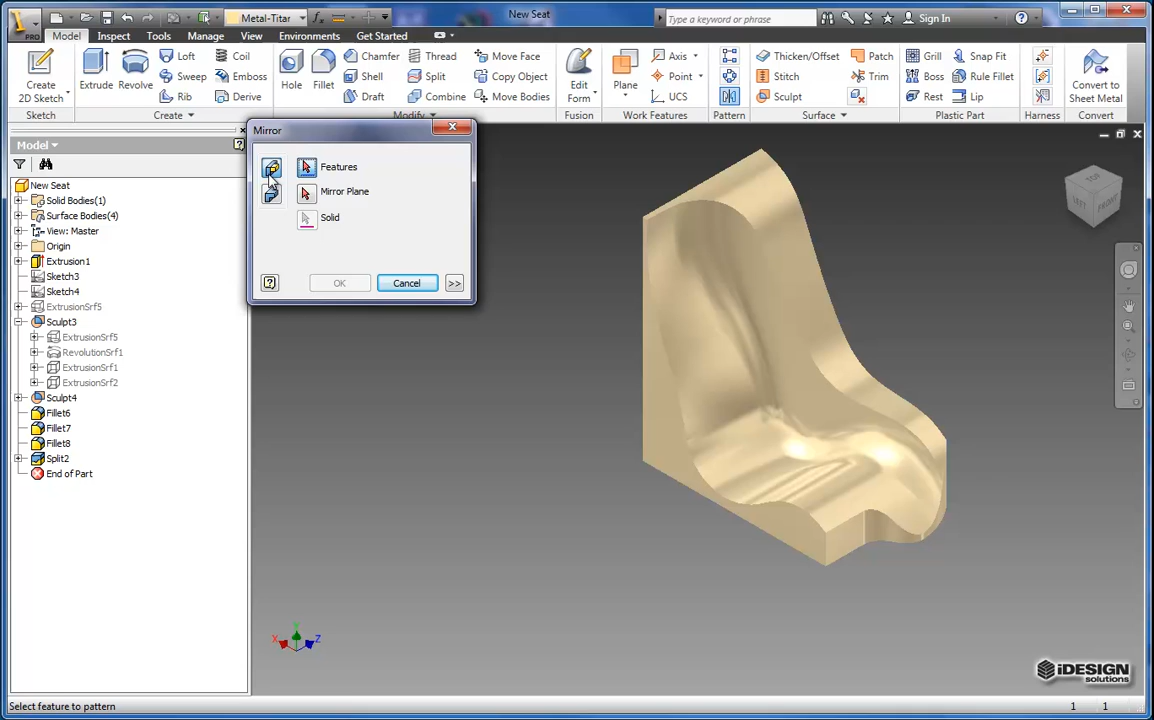 New Seat
Metal-Titar
Type a keyword or phrase
Sign In
PRO
Model Inspect Tools Manage View Environments Get Started
Create 2D Sketch
Extrude
Revolve
Loft
Sweep
Rib
Coil
Emboss
Derive
Hole
Fillet
Chamfer
Shell
Draft
Thread
Split
Combine
Move Face
Copy Object
Move Bodies
Edit Form
Plane
Axis
Point
UCS
Thicken/Offset
Stitch
Sculpt
Patch
Trim
Grill
Boss
Rest
Snap Fit
Rule Fillet
Lip
Convert to Sheet Metal
Sketch
Create
Modify
Fusion
Work Features
Pattern
Surface
Plastic Part
Harness
Convert
Model
New Seat
Solid Bodies(1)
Surface Bodies(4)
View: Master
Origin
Extrusion1
Sketch3
Sketch4
ExtrusionSrf5
Sculpt3
ExtrusionSrf5
RevolutionSrf1
ExtrusionSrf1
ExtrusionSrf2
Sculpt4
Fillet6
Fillet7
Fillet8
Split2
End of Part
Mirror
Features
Mirror Plane
Solid
OK
Cancel
>>
TOP
LEFT
FRONT
X
Y
Z
iDESIGN
solutions
Select feature to pattern
1 1